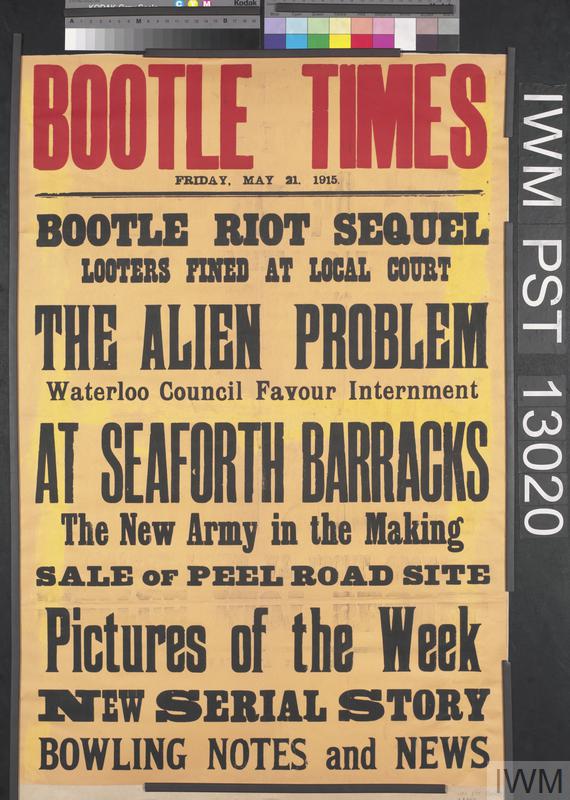 BOOTLE TIMES
FRIDAY, MAY 21. 1915.
BOOTLE RIOT SEQUEL
LOOTERS FINED AT LOCAL COURT
THE ALIEN PROBLEM
Waterloo Council Favour Internment
AT SEAFORTH BARRACKS
The New Army in the Making
SALE OF PEEL ROAD SITE
Pictures of the Week
NEW SERIAL STORY
BOWLING NOTES and NEWS
IWM PST 13020
IWM
Kodak